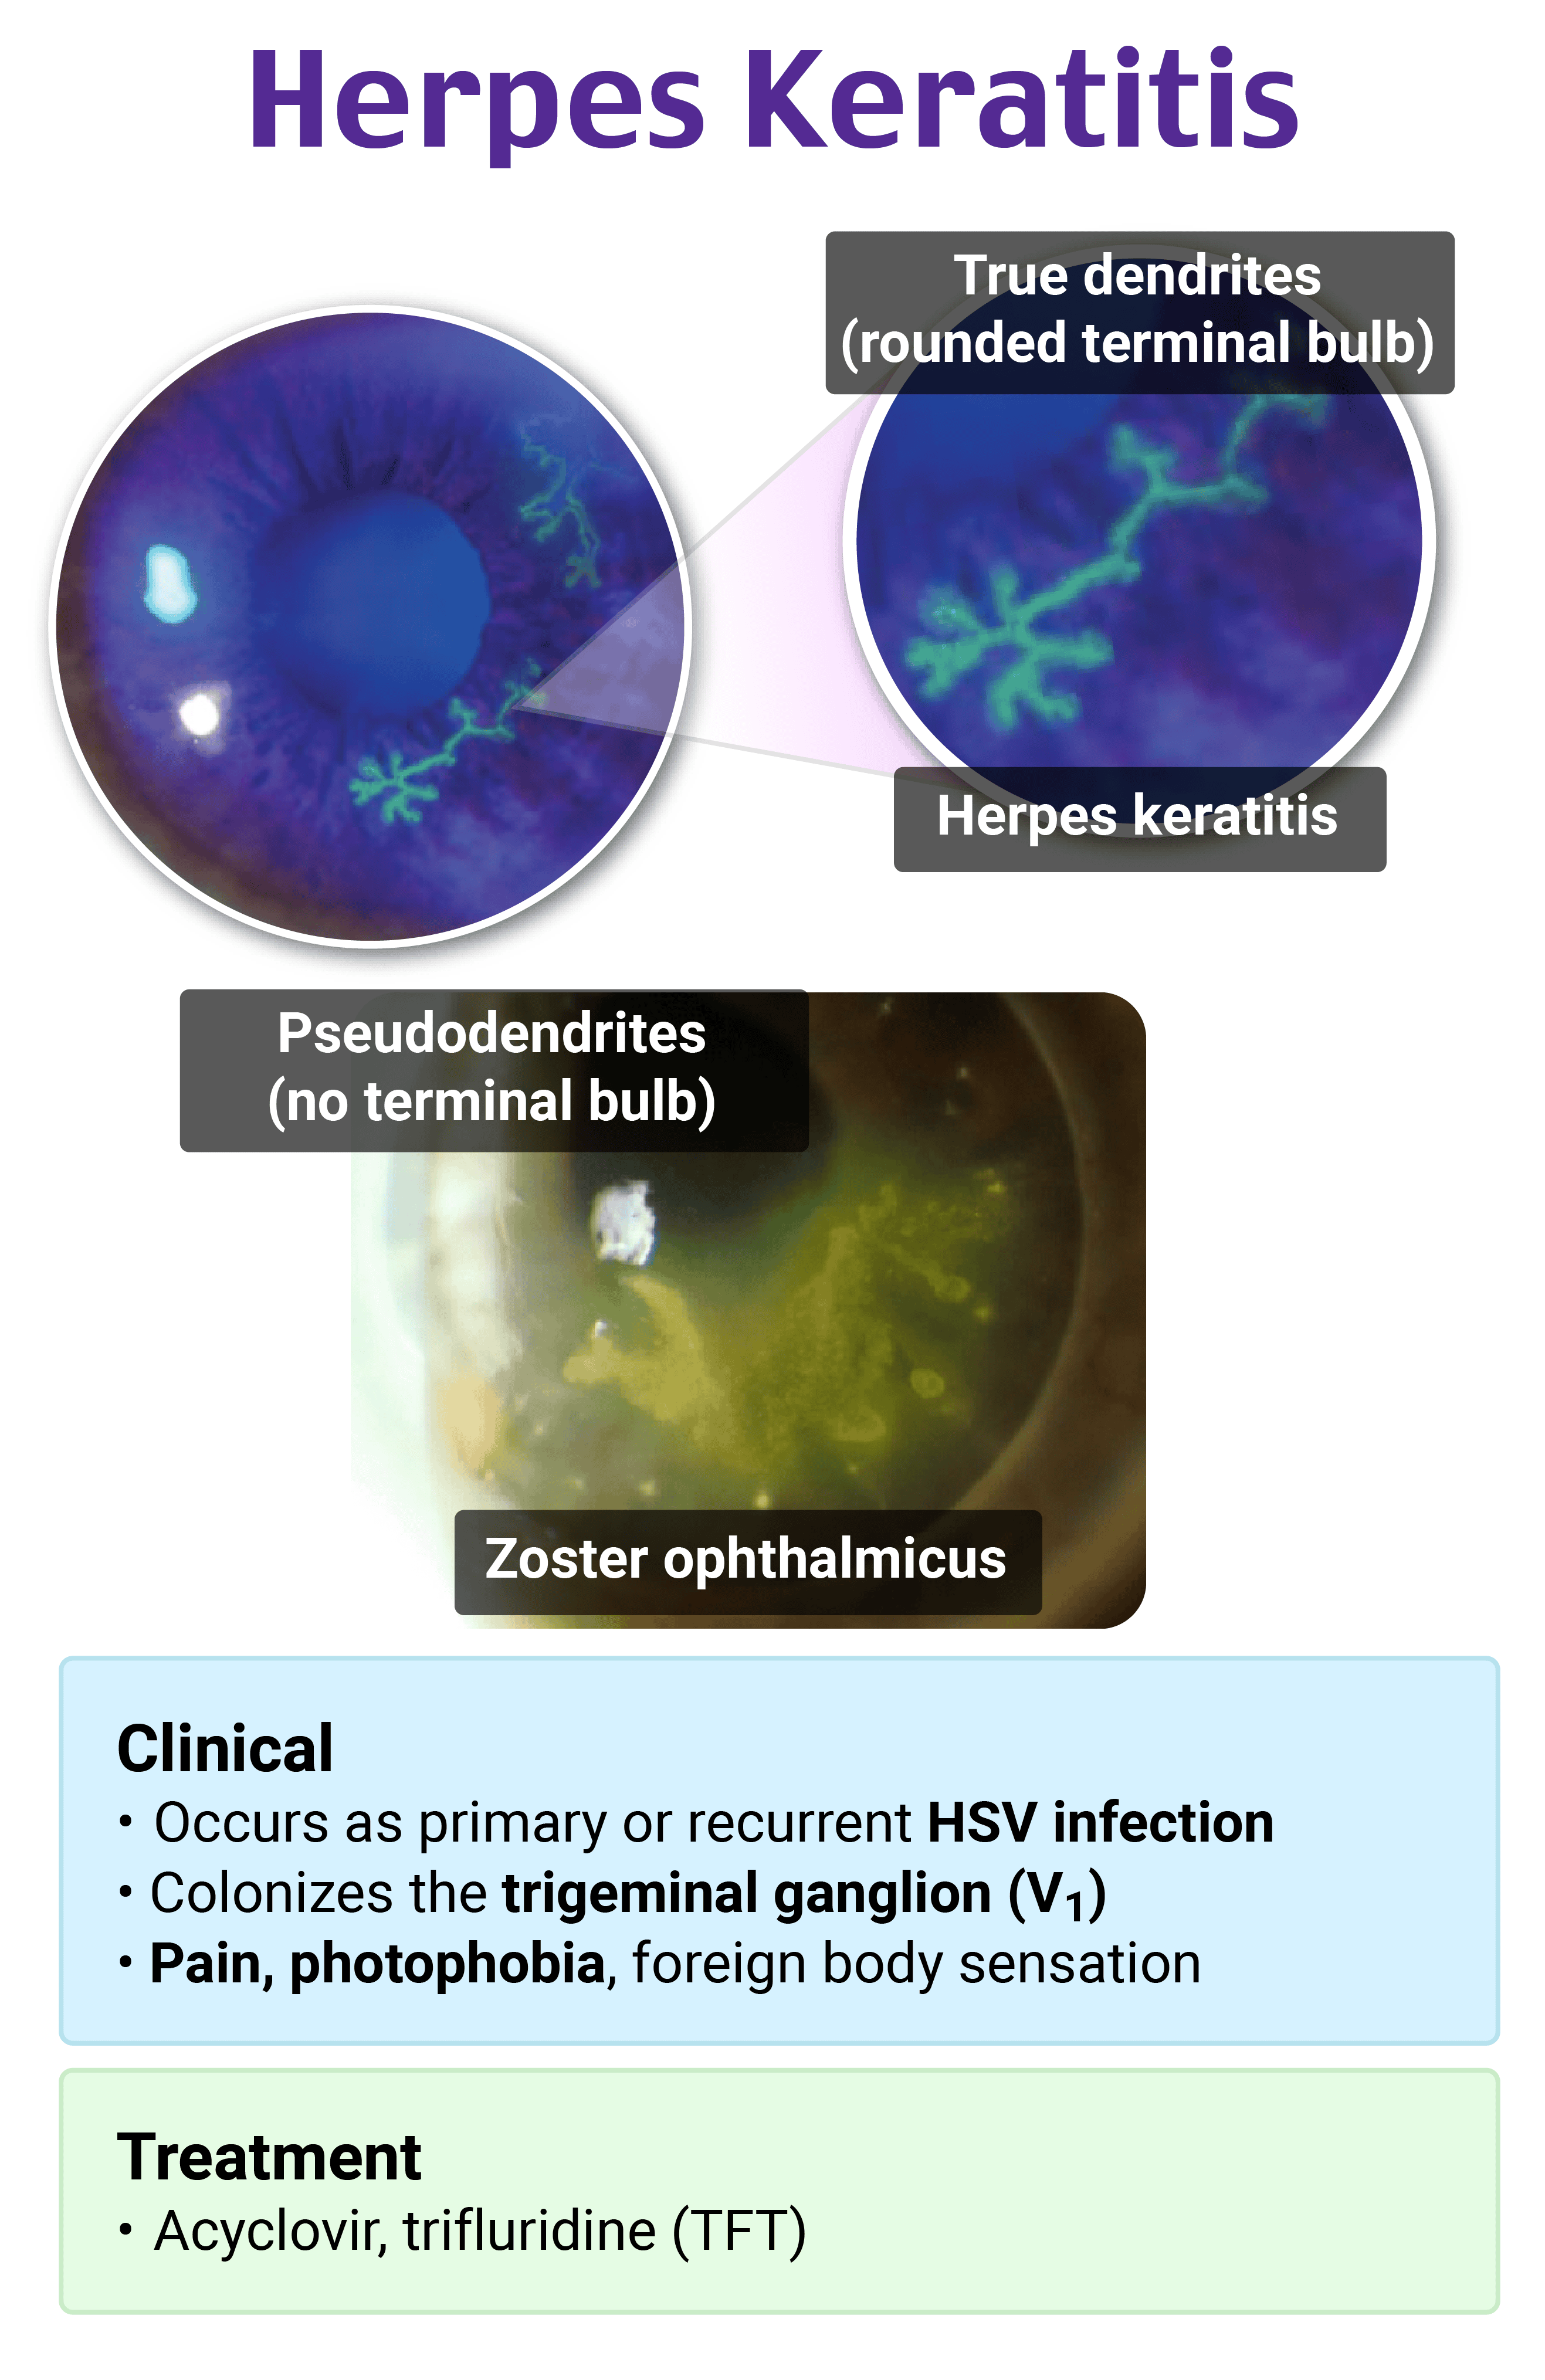 Herpes Keratitis
True dendrites
(rounded terminal bulb)
Herpes keratitis
Pseudodendrites
(no terminal bulb)
Zoster ophthalmicus
Clinical
• Occurs as primary or recurrent HSV infection
• Colonizes the trigeminal ganglion (V₁)
• Pain, photophobia, foreign body sensation
Treatment
• Acyclovir, trifluridine (TFT)